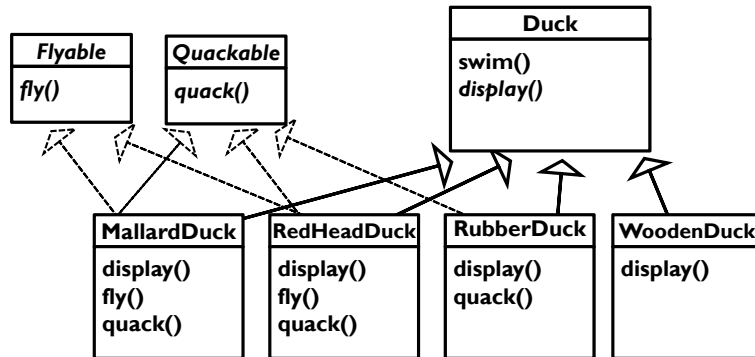 Flyable
fly()
Quackable
quack()
Duck
swim()
display()
MallardDuck
display()
fly()
quack()
RedHeadDuck
display()
fly()
quack()
RubberDuck
display()
quack()
WoodenDuck
display()